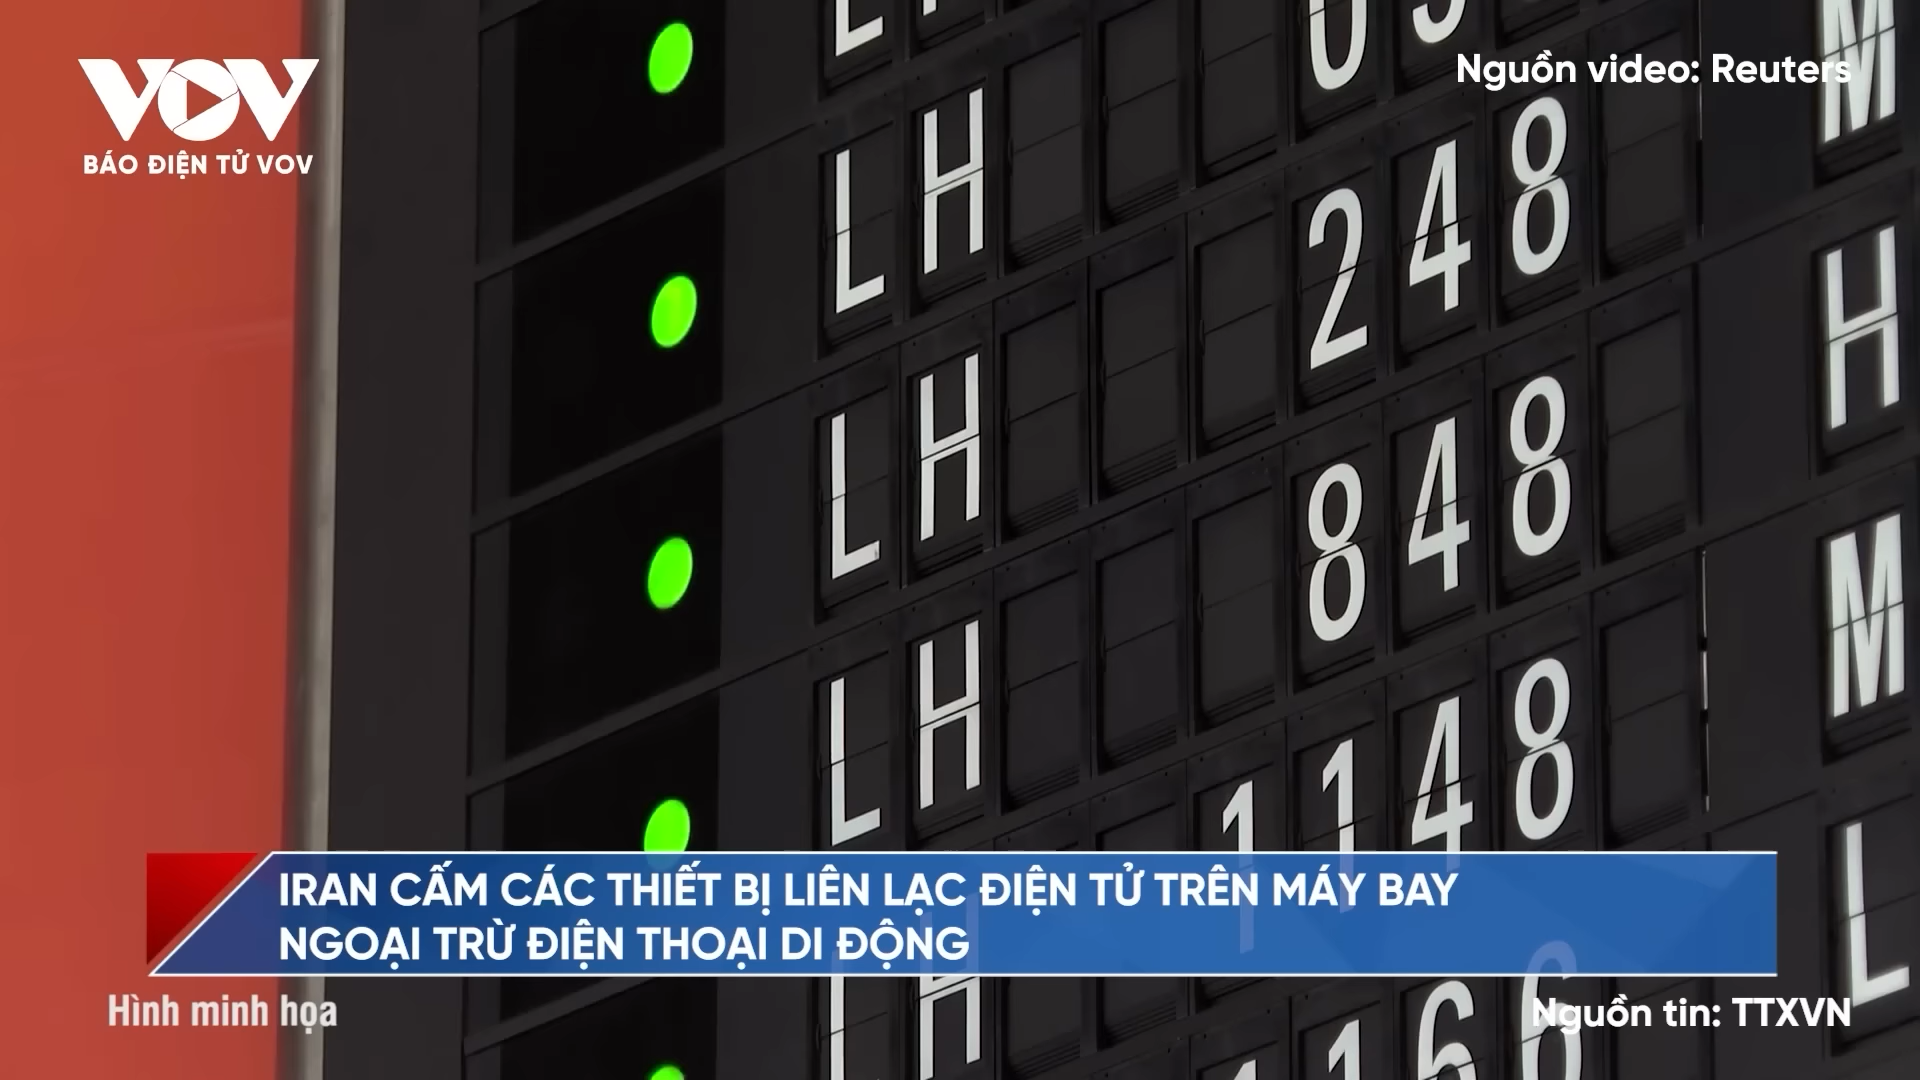 VOV
BÁO ĐIỆN TỬ VOV
Nguồn video: Reuters
M
LH 248 H
LH 848 M
LH 1148 L
LH 1166
IRAN CẤM CÁC THIẾT BỊ LIÊN LẠC ĐIỆN TỬ TRÊN MÁY BAY
NGOẠI TRỪ ĐIỆN THOẠI DI ĐỘNG
Hình minh họa
Nguồn tin: TTXVN